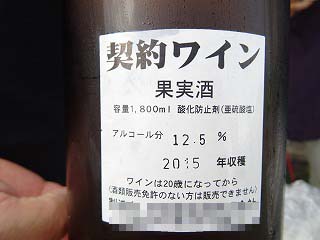 契約ワイン
果実酒
容量1,800ml 酸化防止剤(亜硫酸塩)
アルコール分 12.5 %
2015 年収穫
ワインは20歳になってから
(酒類販売免許のない方は販売できません)